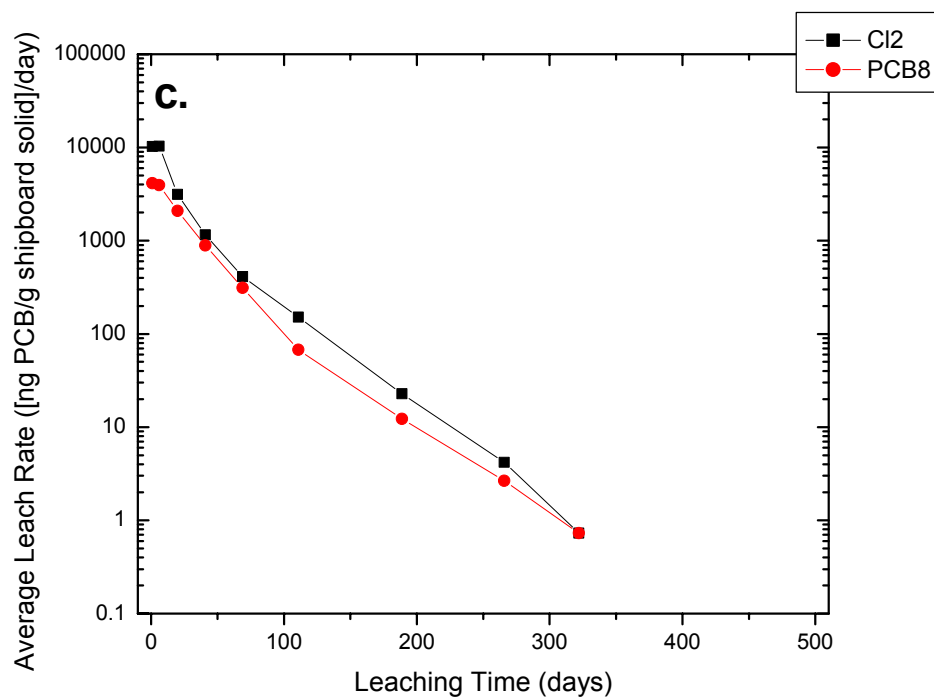 Cl2
PCB8
c.
Average Leach Rate ([ng PCB/g shipboard solid]/day)
100000
10000
1000
100
10
1
0.1
0 100 200 300 400 500
Leaching Time (days)